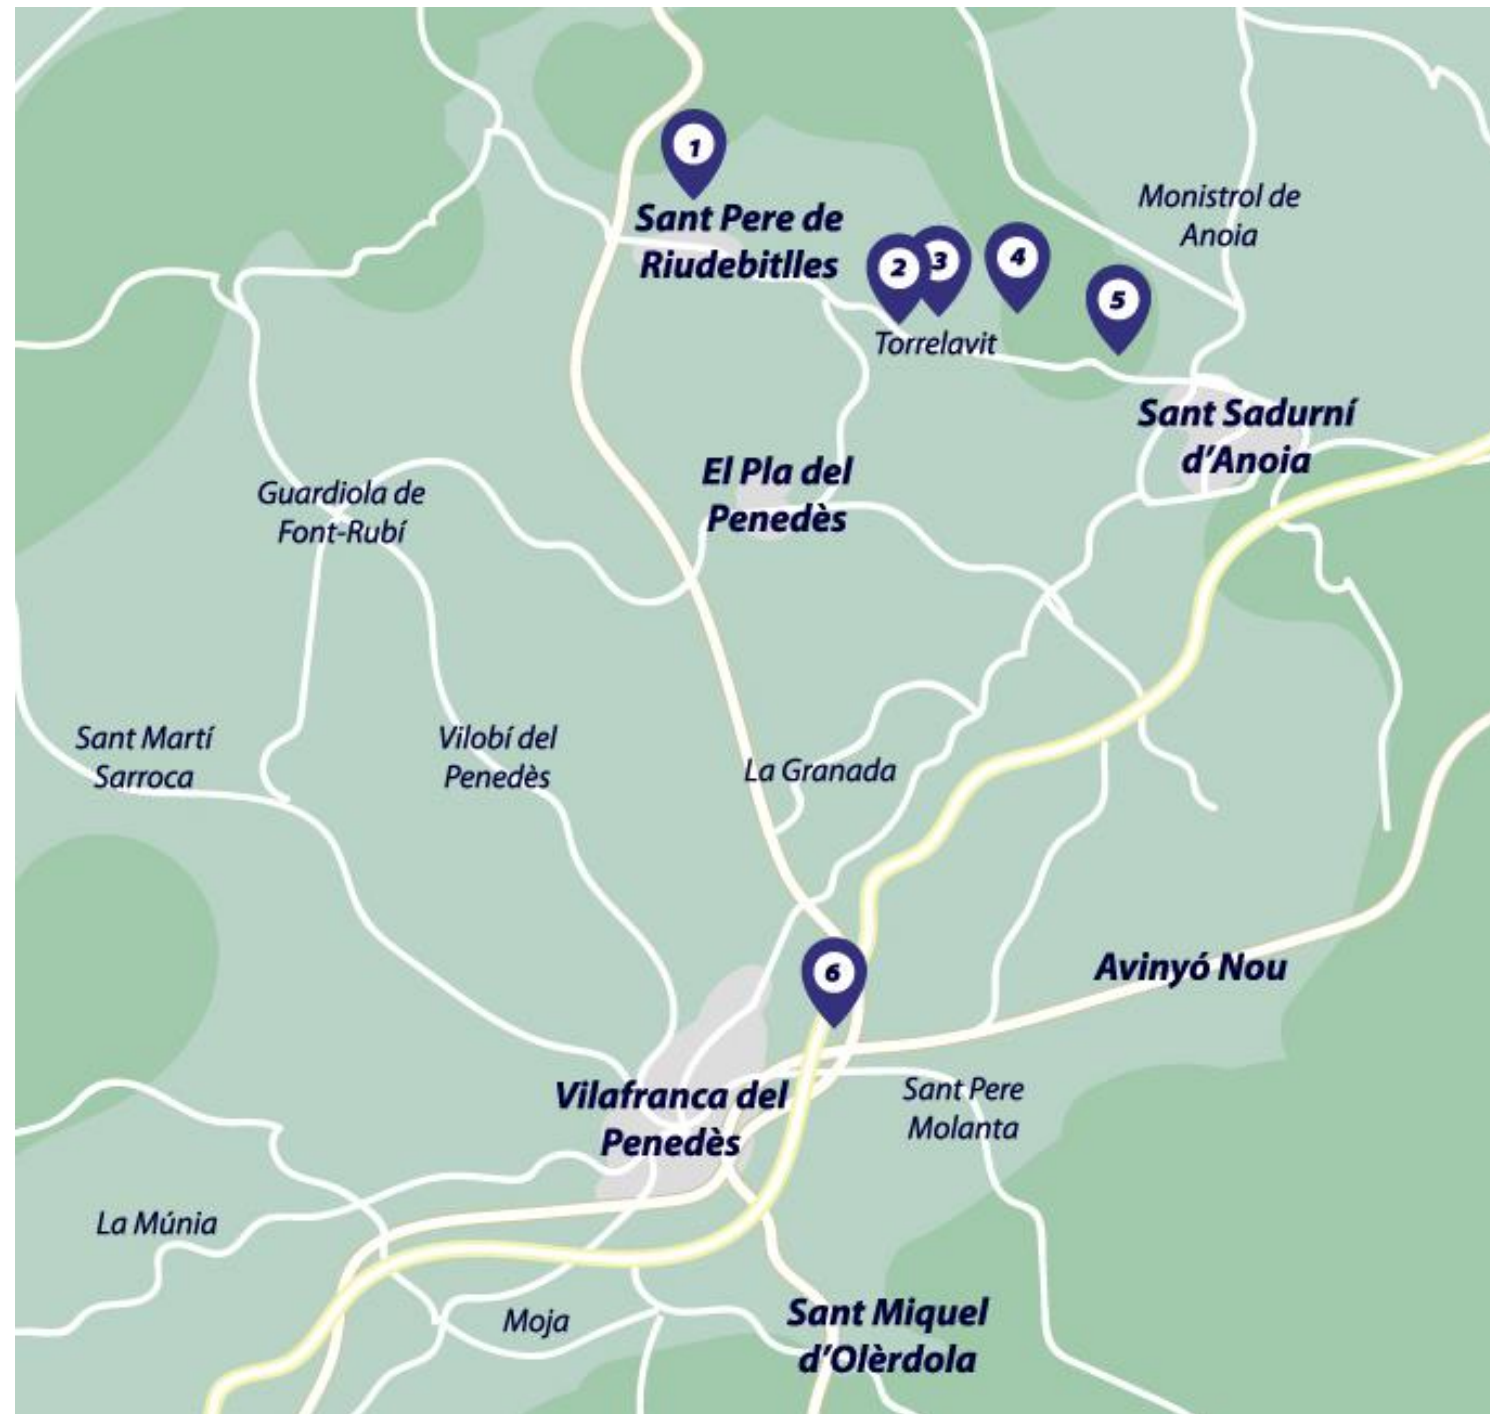 1
Monistrol de
Anoia
Sant Pere de
Riudebitlles
2
3
4
5
Torrelavit
Sant Sadurní
d'Anoia
El Pla del
Penedès
Guardiola de
Font-Rubí
Sant Martí
Sarroca
Vilobí del
Penedès
La Granada
6
Avinyó Nou
Vilafranca del
Penedès
Sant Pere
Molanta
La Múnia
Moja
Sant Miquel
d'Olèrdola